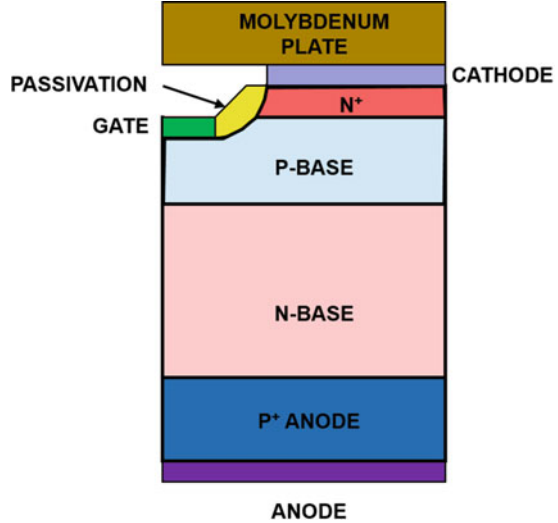 MOLYBDENUM
PLATE
PASSIVATION
CATHODE
N⁺
GATE
P-BASE
N-BASE
P⁺ ANODE
ANODE